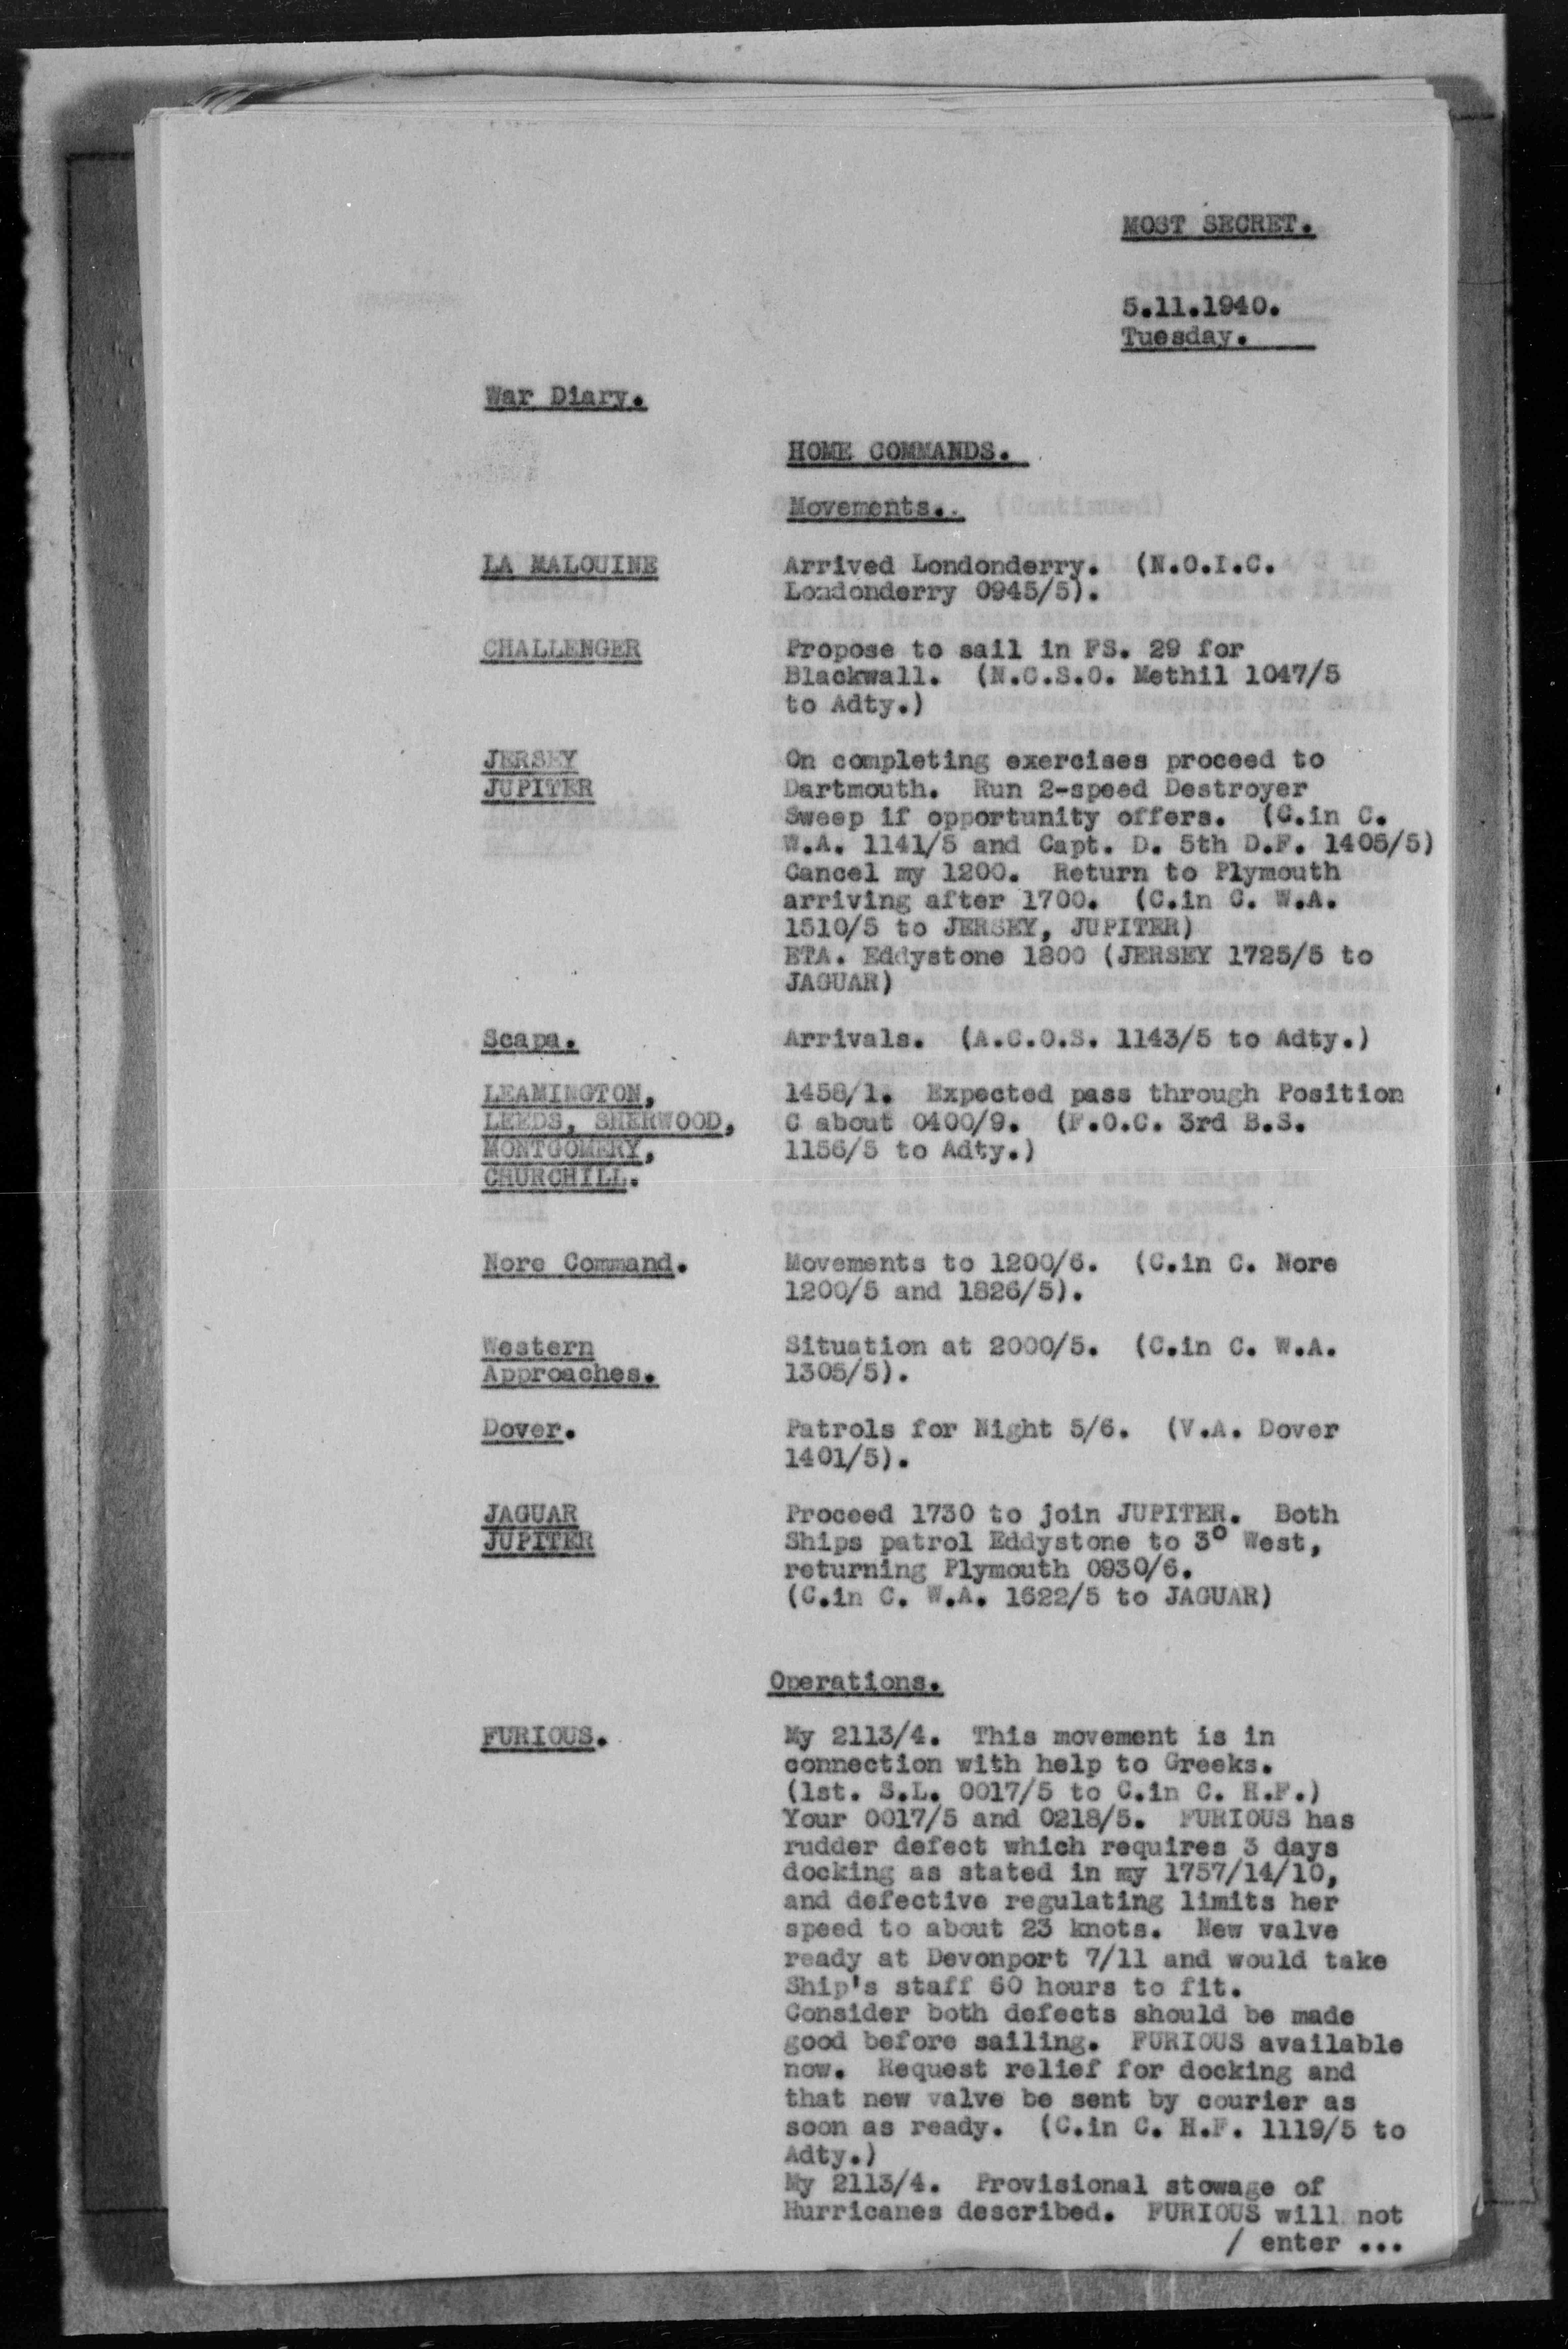 MOST SECRET.
5.11.1940.
Tuesday.
War Diary.
HOME COMMANDS.
Movements.
LA MALOUINE
Arrived Londonderry. (N.O.I.C.
Londonderry 0945/5).
CHALLENGER
Propose to sail in FS. 29 for
Blackwall. (N.C.S.O. Methil 1047/5
to Adty.)
JERSEY
JUPITER
On completing exercises proceed to
Dartmouth. Run 2-speed Destroyer
Sweep if opportunity offers. (C.in C.
W.A. 1141/5 and Capt. D. 5th D.F. 1405/5)
Cancel my 1200. Return to Plymouth
arriving after 1700. (C.in C. W.A.
1510/5 to JERSEY, JUPITER)
ETA. Eddystone 1800 (JERSEY 1725/5 to
JAGUAR)
Scapa.
Arrivals. (A.C.O.S. 1143/5 to Adty.)
LEAMINGTON,
LEEDS, SHERWOOD,
MONTGOMERY,
CHURCHILL.
1458/1. Expected pass through Position
C about 0400/9. (F.O.C. 3rd B.S.
1156/5 to Adty.)
Nore Command.
Movements to 1200/6. (C.in C. Nore
1200/5 and 1826/5).
Western
Approaches.
Situation at 2000/5. (C.in C. W.A.
1305/5).
Dover.
Patrols for Night 5/6. (V.A. Dover
1401/5).
JAGUAR
JUPITER
Proceed 1730 to join JUPITER. Both
Ships patrol Eddystone to 3° West,
returning Plymouth 0930/6.
(C.in C. W.A. 1622/5 to JAGUAR)
Operations.
FURIOUS.
My 2113/4. This movement is in
connection with help to Greeks.
(1st. S.L. 0017/5 to C.in C. H.F.)
Your 0017/5 and 0218/5. FURIOUS has
rudder defect which requires 3 days
docking as stated in my 1757/14/10,
and defective regulating limits her
speed to about 23 knots. New valve
ready at Devonport 7/11 and would take
Ship's staff 60 hours to fit.
Consider both defects should be made
good before sailing. FURIOUS available
now. Request relief for docking and
that new valve be sent by courier as
soon as ready. (C.in C. H.F. 1119/5 to
Adty.)
My 2113/4. Provisional stowage of
Hurricanes described. FURIOUS will not
/ enter ...